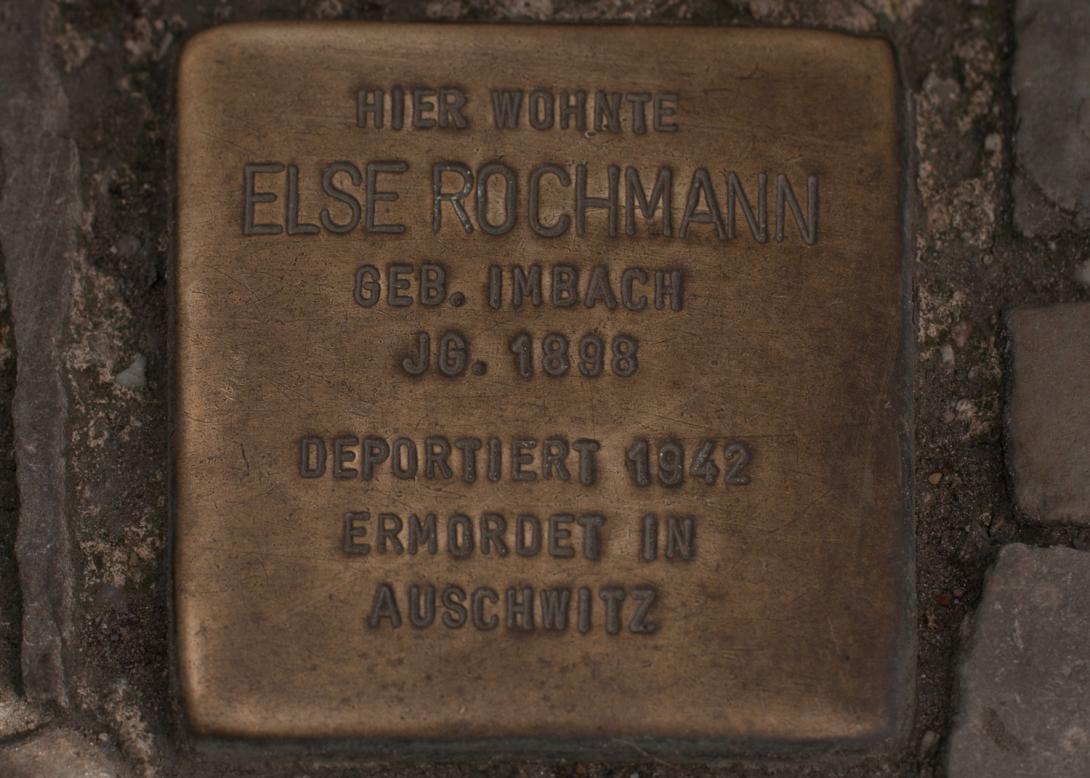 HIER WOHNTE
ELSE ROCHMANN
GEB. IMBACH
JG. 1898
DEPORTIERT 1942
ERMORDET IN
AUSCHWITZ